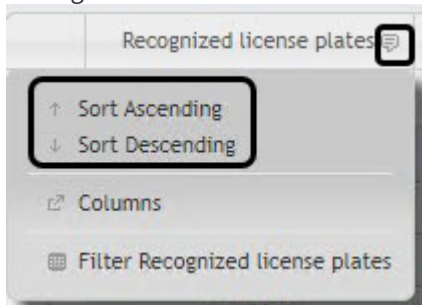 Recognized license plates
Sort Ascending
Sort Descending
Columns
Filter Recognized license plates